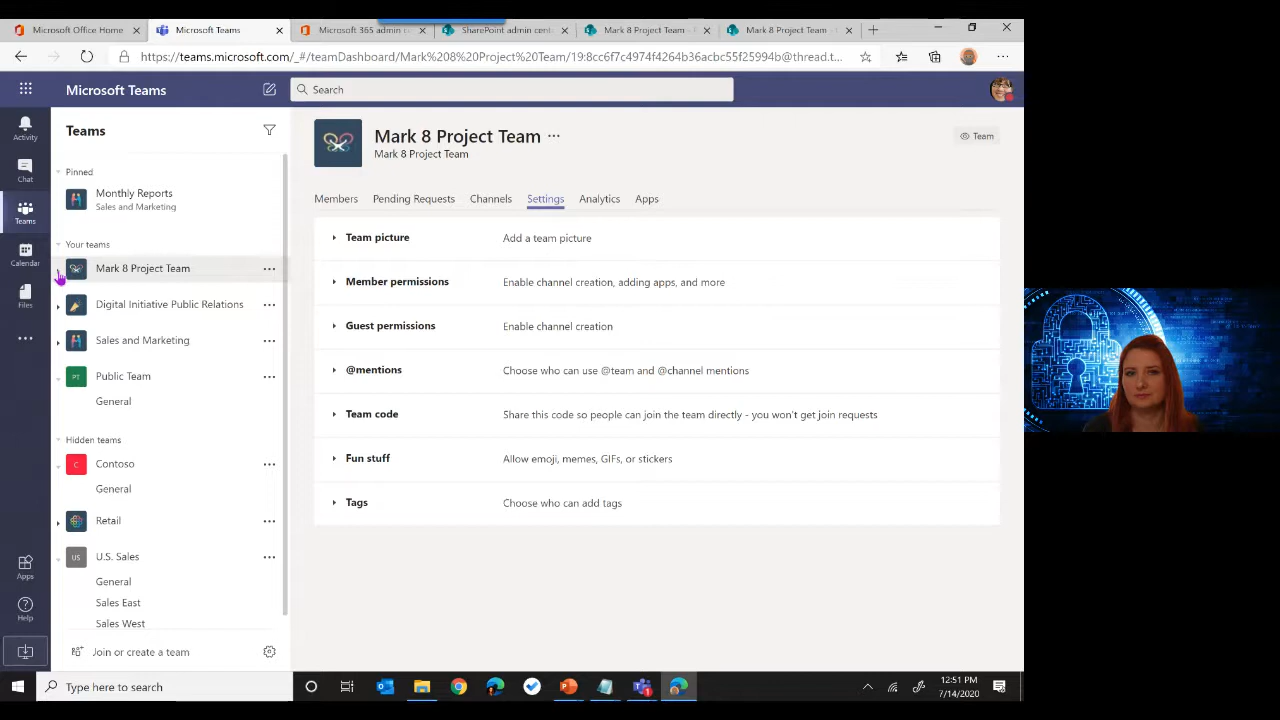 Microsoft Office Home
Microsoft Teams
Microsoft 365 admin ce
SharePoint admin cent
Mark 8 Project Team -
Mark 8 Project Team -
https://teams.microsoft.com/_#/teamDashboard/Mark%208%20Project%20Team/19:8cc6f7c4974f4264b36acbc55f25994b@thread.t...
Microsoft Teams
Search
Activity
Chat
Teams
Calendar
Files
Apps
Help
Teams
Pinned
Monthly Reports
Sales and Marketing
Your teams
Mark 8 Project Team
Digital Initiative Public Relations
Sales and Marketing
PT
Public Team
General
Hidden teams
C
Contoso
General
Retail
US
U.S. Sales
General
Sales East
Sales West
Join or create a team
Mark 8 Project Team
Mark 8 Project Team
Team
Members
Pending Requests
Channels
Settings
Analytics
Apps
Team picture
Add a team picture
Member permissions
Enable channel creation, adding apps, and more
Guest permissions
Enable channel creation
@mentions
Choose who can use @team and @channel mentions
Team code
Share this code so people can join the team directly - you won't get join requests
Fun stuff
Allow emoji, memes, GIFs, or stickers
Tags
Choose who can add tags
Type here to search
12:51 PM
7/14/2020